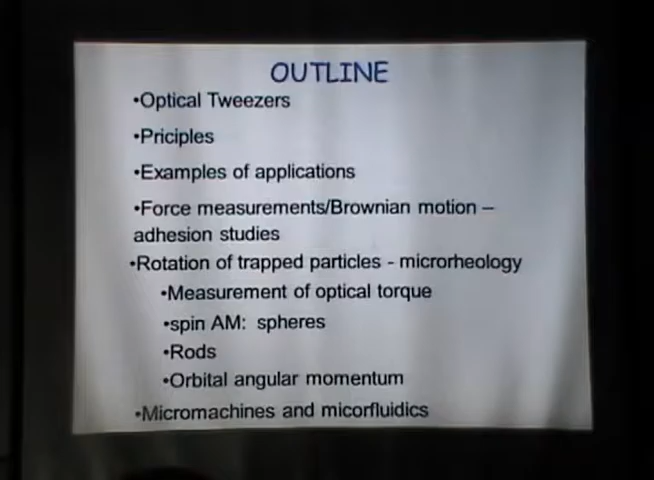 OUTLINE
•Optical Tweezers
•Priciples
•Examples of applications
•Force measurements/Brownian motion –
adhesion studies
•Rotation of trapped particles - microrheology
•Measurement of optical torque
•spin AM: spheres
•Rods
•Orbital angular momentum
•Micromachines and micorfluidics